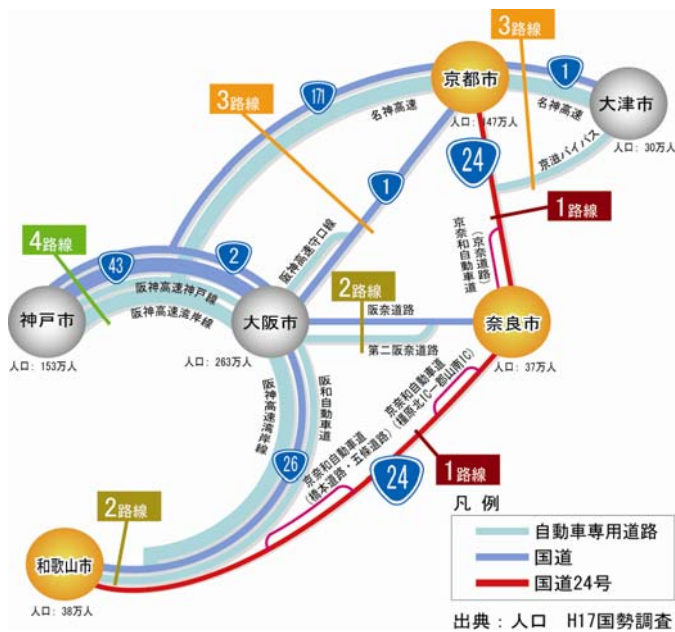 3路線
171
京都市
1
名神高速
名神高速
大津市
人口：147万人
3路線
24
京滋バイパス
人口：30万人
1
1路線
京奈和自動車道
（京奈道路）
4路線
43
2
阪神高速守口線
2路線
神戸市
阪神高速神戸線
阪神高速湾岸線
大阪市
阪奈道路
第二阪奈道路
奈良市
人口：153万人
人口：263万人
人口：37万人
阪神高速湾岸線
阪和自動車道
京奈和自動車道
（橿原北IC－郡山南IC）
京奈和自動車道
（橋本道路・五條道路）
26
24
1路線
2路線
和歌山市
人口：38万人
凡 例
自動車専用道路
国道
国道24号
出典：人口 H17国勢調査